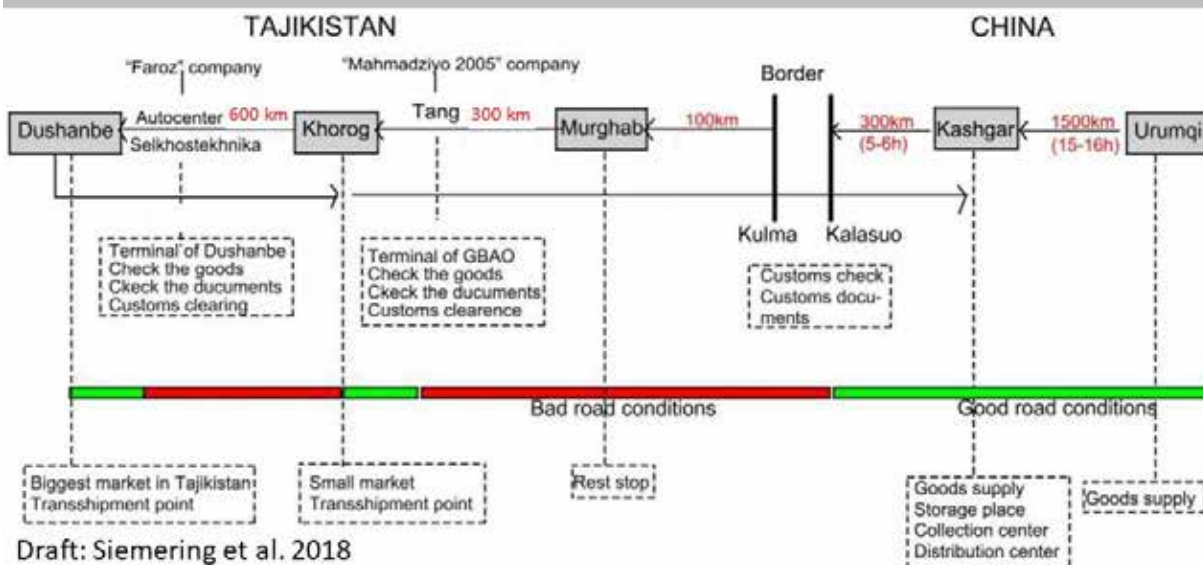 TAJIKISTAN
CHINA
"Faroz" company
"Mahmadziyo 2005" company
Border
Dushanbe
Autocenter
600 km
Selkhostekhnika
Khorog
Tang
300 km
Murghab
100km
300km
(5-6h)
Kashgar
1500km
(15-16h)
Urumqi
Kulma
Kalasuo
Terminal of Dushanbe
Check the goods
Ckeck the ducuments
Customs clearing
Terminal of GBAO
Check the goods
Ckeck the ducuments
Customs clearence
Customs check
Customs docu-
ments
Bad road conditions
Good road conditions
Biggest market in Tajikistan
Transshipment point
Small market
Transshipment point
Rest stop
Goods supply
Storage place
Collection center
Distribution center
Goods supply
Draft: Siemering et al. 2018